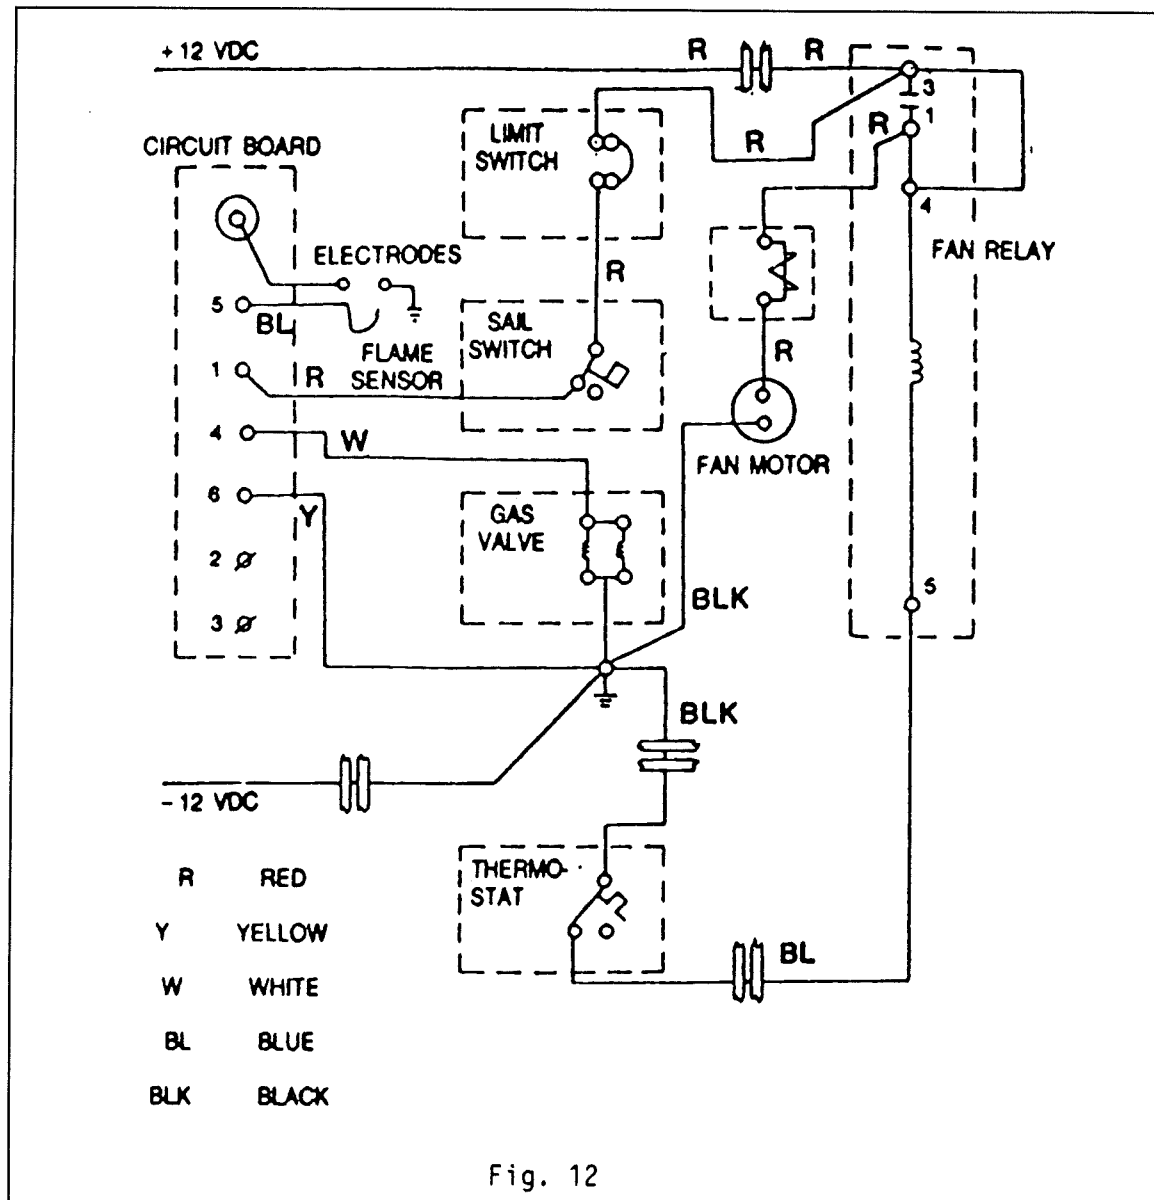 + 12 VDC
R
R
3
1
LIMIT
SWITCH
R
R
CIRCUIT BOARD
4
FAN RELAY
ELECTRODES
R
5
BL
SAIL
SWITCH
FLAME
SENSOR
R
1
R
4
W
FAN MOTOR
6
Y
GAS
VALVE
2
5
BLK
3
BLK
- 12 VDC
THERMO-
STAT
BL
R RED
Y YELLOW
W WHITE
BL BLUE
BLK BLACK
Fig. 12